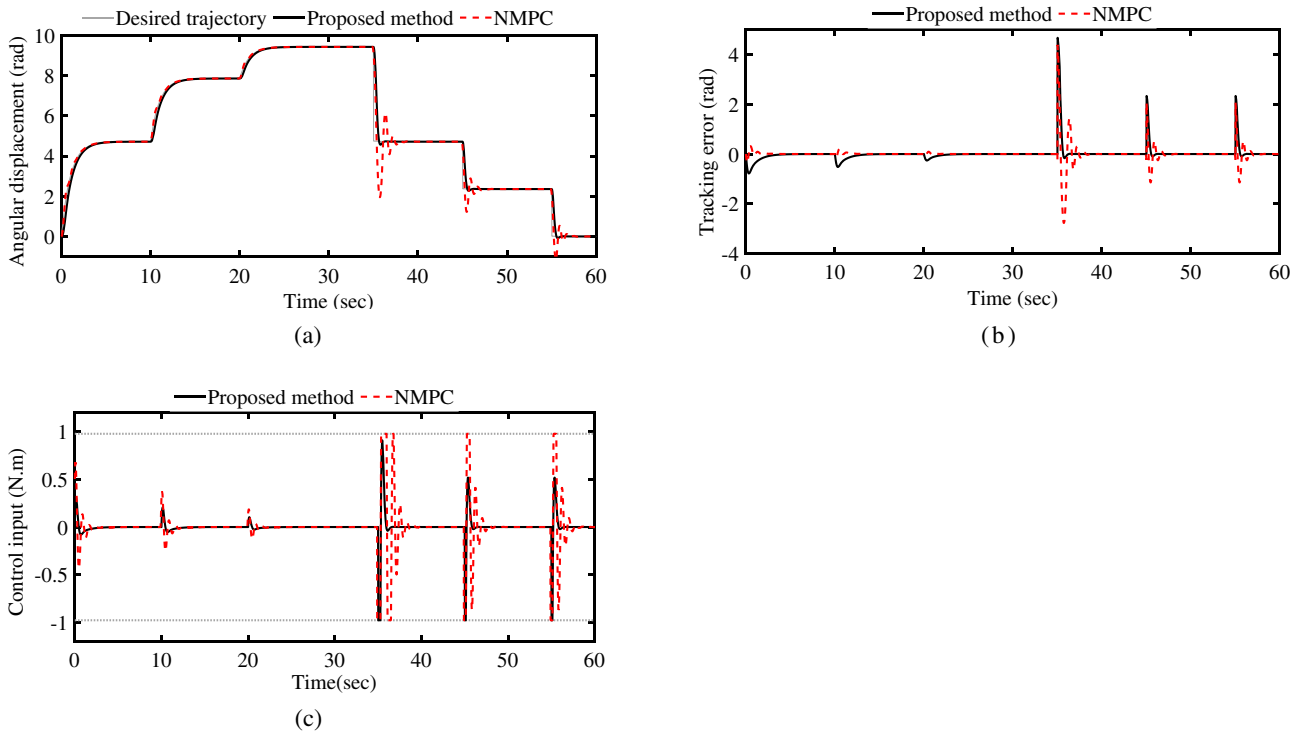 Desired trajectory Proposed method NMPC
10
8
6
4
2
0
Angular displacement (rad)
0 10 20 30 40 50 60
Time (sec)
(a)
Proposed method NMPC
4
2
0
-2
-4
Tracking error (rad)
0 10 20 30 40 50 60
Time (sec)
(b)
Proposed method NMPC
1
0.5
0
-0.5
-1
Control input (N.m)
0 10 20 30 40 50 60
Time(sec)
(c)